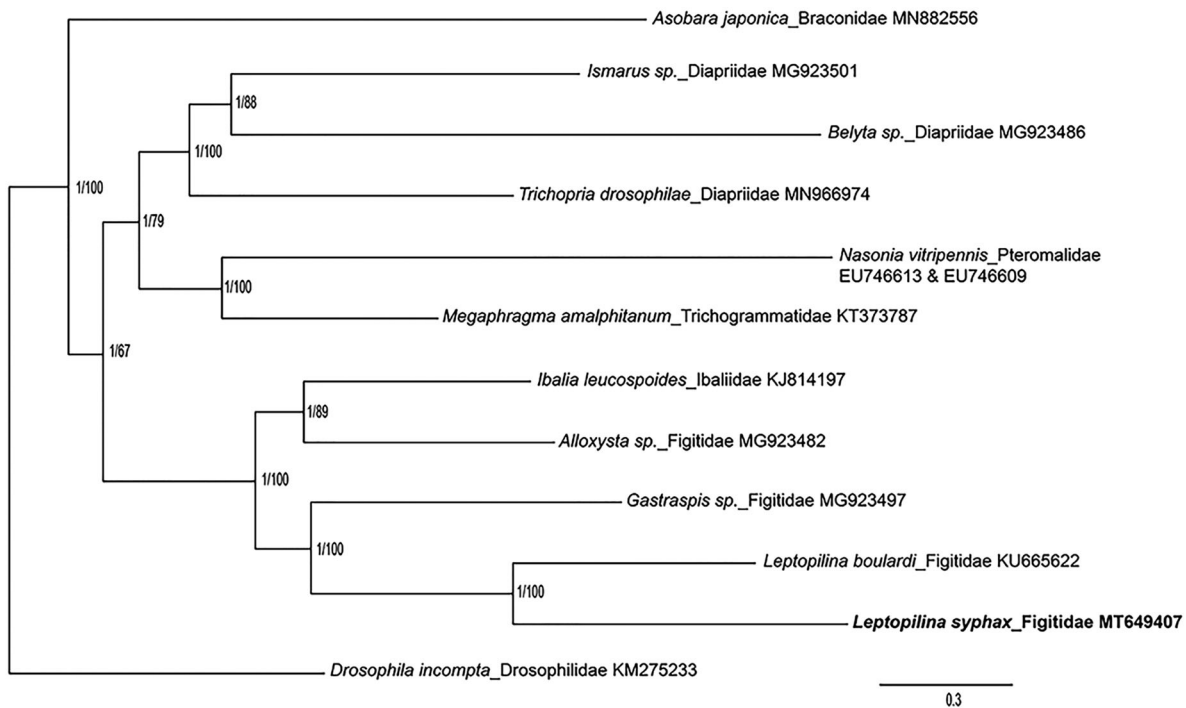 Asobara japonica_Braconidae MN882556
Ismarus sp._Diapriidae MG923501
1/88
Belyta sp._Diapriidae MG923486
1/100
1/100
Trichopria drosophilae_Diapriidae MN966974
1/79
Nasonia vitripennis_Pteromalidae
EU746613 & EU746609
1/100
Megaphragma amalphitanum_Trichogrammatidae KT373787
1/67
Ibalia leucospoides_Ibaliidae KJ814197
1/89
Alloxysta sp._Figitidae MG923482
1/100
Gastraspis sp._Figitidae MG923497
1/100
Leptopilina boulardi_Figitidae KU665622
1/100
Leptopilina syphax_Figitidae MT649407
Drosophila incompta_Drosophilidae KM275233
0.3